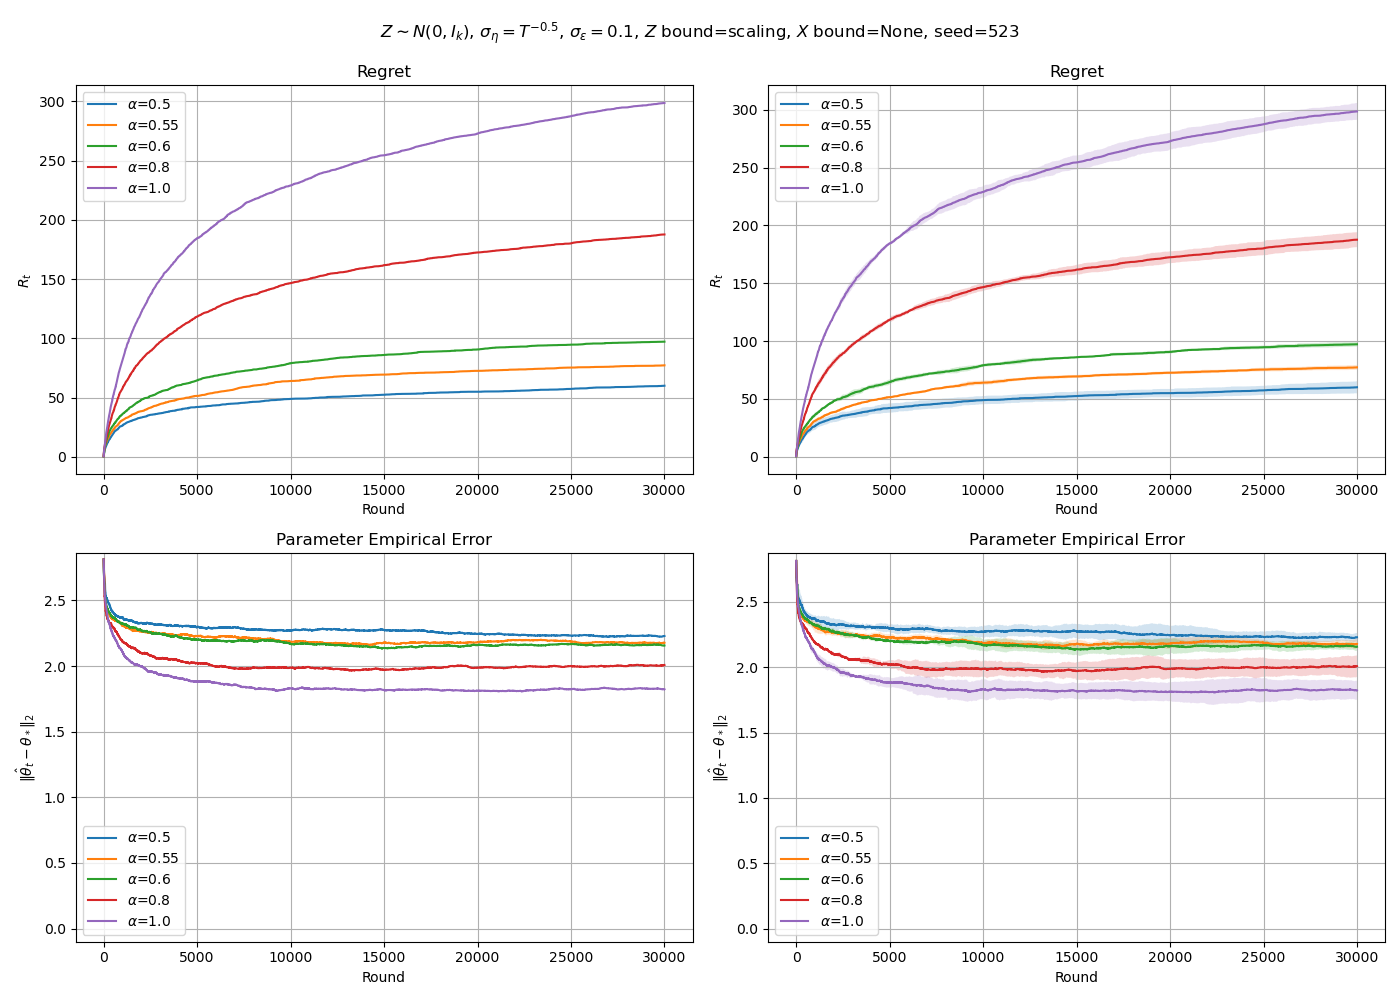 Z ∼ N(0, I_k), σ_η = T^{−0.5}, σ_ε = 0.1, Z bound=scaling, X bound=None, seed=523
Regret
R_t
300
250
200
150
100
50
0
0 5000 10000 15000 20000 25000 30000
Round
α=0.5
α=0.55
α=0.6
α=0.8
α=1.0
Regret
R_t
300
250
200
150
100
50
0
0 5000 10000 15000 20000 25000 30000
Round
α=0.5
α=0.55
α=0.6
α=0.8
α=1.0
Parameter Empirical Error
‖θ̂_t − θ_*‖_2
2.5
2.0
1.5
1.0
0.5
0.0
0 5000 10000 15000 20000 25000 30000
Round
α=0.5
α=0.55
α=0.6
α=0.8
α=1.0
Parameter Empirical Error
‖θ̂_t − θ_*‖_2
2.5
2.0
1.5
1.0
0.5
0.0
0 5000 10000 15000 20000 25000 30000
Round
α=0.5
α=0.55
α=0.6
α=0.8
α=1.0